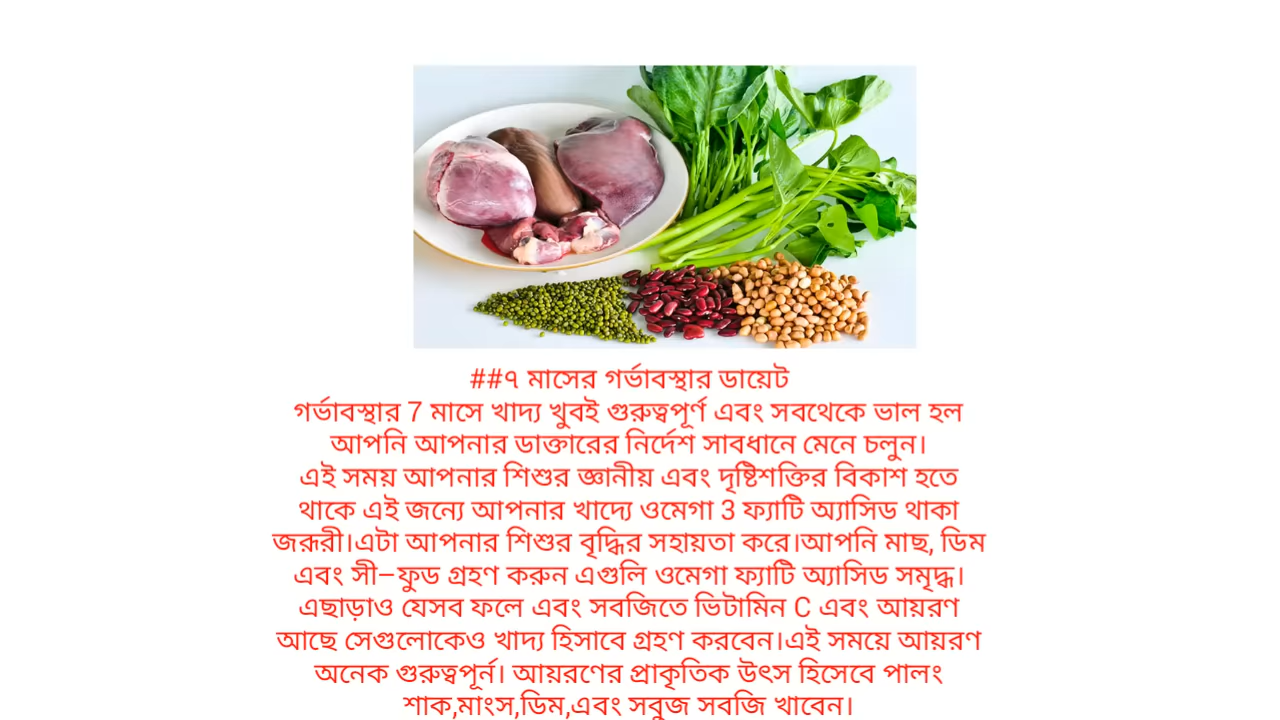 ##৭ মাসের গর্ভাবস্থার ডায়েট
গর্ভাবস্থার 7 মাসে খাদ্য খুবই গুরুত্বপূর্ণ এবং সবথেকে ভাল হল
আপনি আপনার ডাক্তারের নির্দেশ সাবধানে মেনে চলুন।
এই সময় আপনার শিশুর জ্ঞানীয় এবং দৃষ্টিশক্তির বিকাশ হতে
থাকে এই জন্যে আপনার খাদ্যে ওমেগা 3 ফ্যাটি অ্যাসিড থাকা
জরূরী।এটা আপনার শিশুর বৃদ্ধির সহায়তা করে।আপনি মাছ, ডিম
এবং সী–ফুড গ্রহণ করুন এগুলি ওমেগা ফ্যাটি অ্যাসিড সমৃদ্ধ।
এছাড়াও যেসব ফলে এবং সবজিতে ভিটামিন C এবং আয়রণ
আছে সেগুলোকেও খাদ্য হিসাবে গ্রহণ করবেন।এই সময়ে আয়রণ
অনেক গুরুত্বপূর্ন। আয়রণের প্রাকৃতিক উৎস হিসেবে পালং
শাক,মাংস,ডিম,এবং সবুজ সবজি খাবেন।